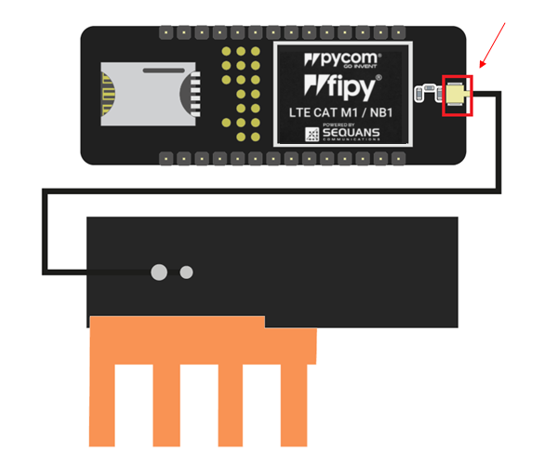 pycom
GO INVENT
fipy®
LTE CAT M1 / NB1
POWERED BY
SEQUANS
COMMUNICATIONS